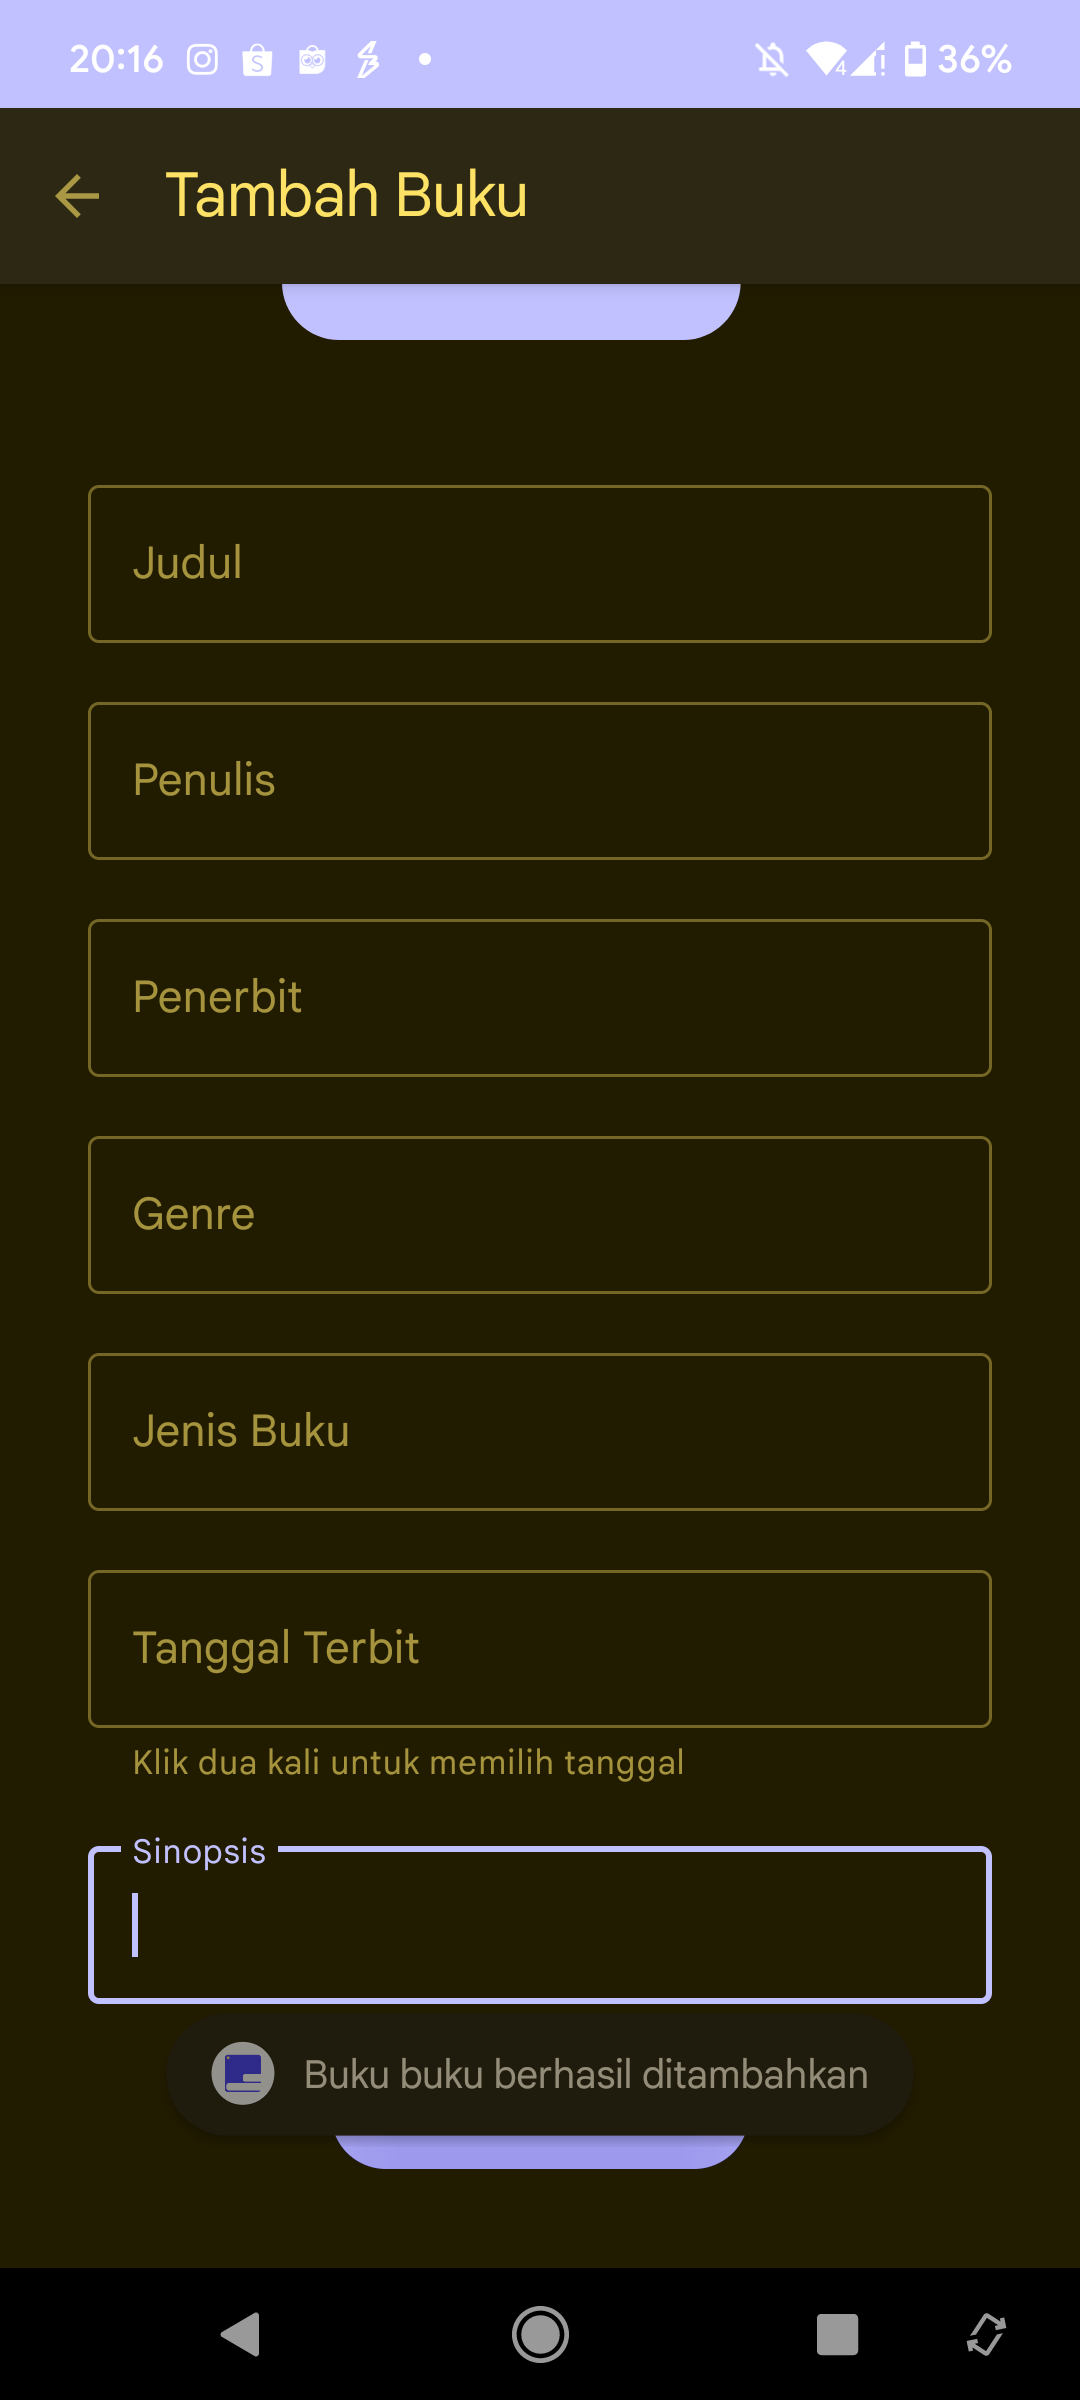 20:16
36%
Tambah Buku
Judul
Penulis
Penerbit
Genre
Jenis Buku
Tanggal Terbit
Klik dua kali untuk memilih tanggal
Sinopsis
Buku buku berhasil ditambahkan